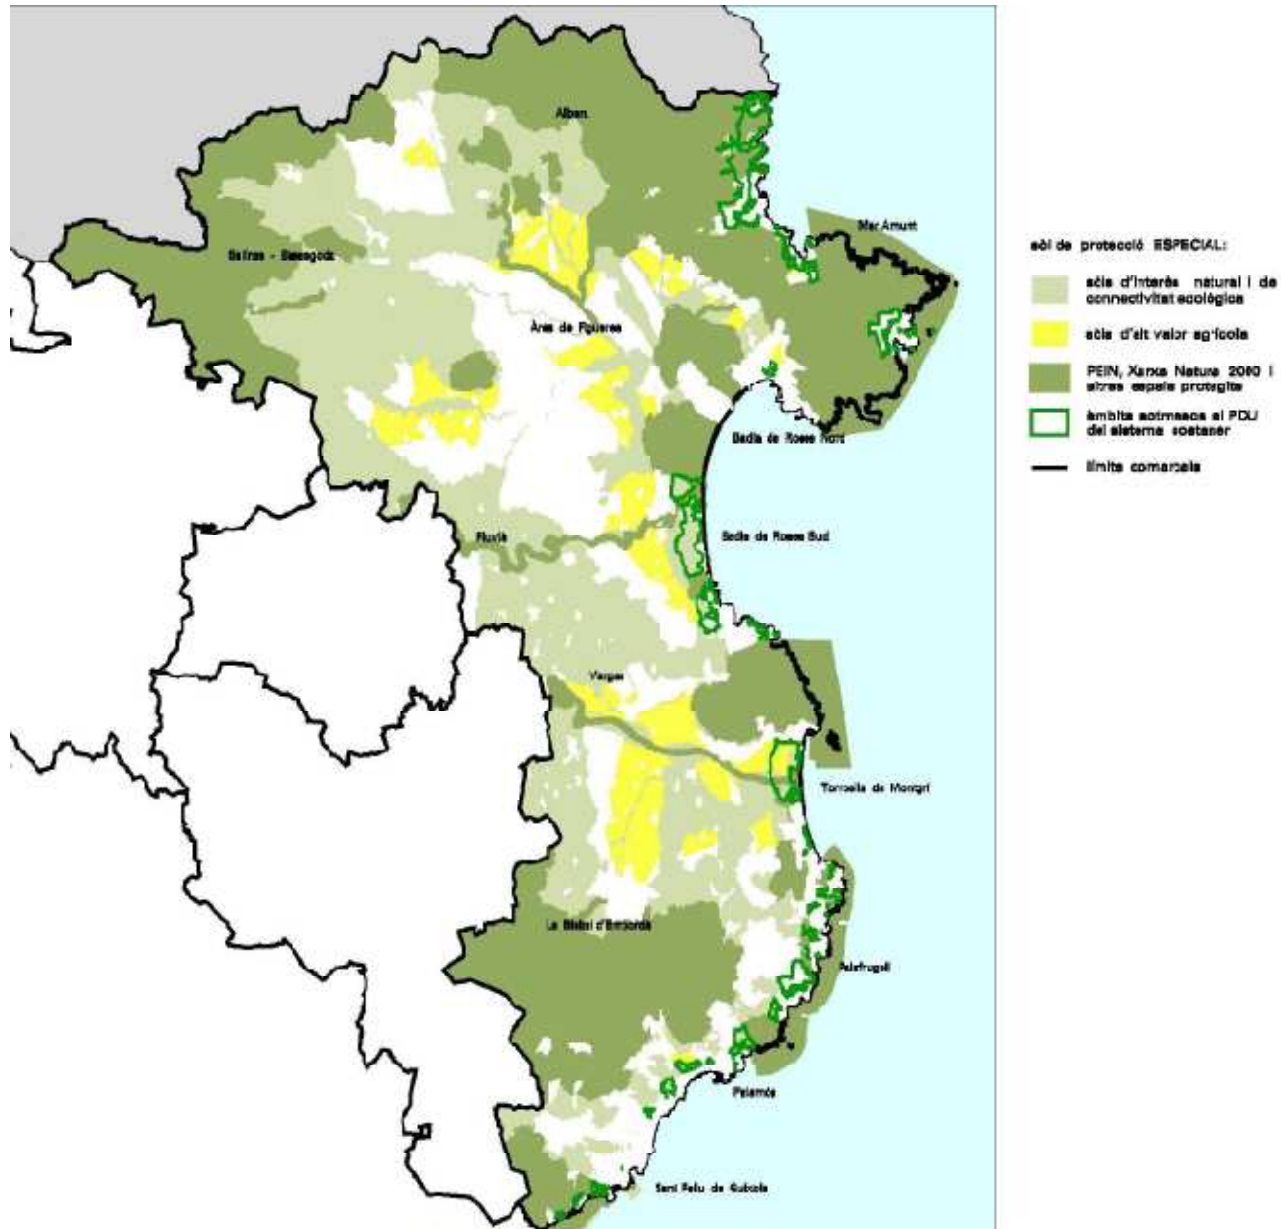 Albera
Mar Amunt
Salines - Bassegoda
Àrea de Figueres
Badia de Roses Nord
Fluvià
Badia de Roses Sud
Verges
Torroella de Montgrí
La Bisbal d'Empordà
Palafrugell
Palamós
Sant Feliu de Guíxols
sòl de protecció ESPECIAL:
sòls d'interès natural i de
connectivitat ecològica
sòls d'alt valor agrícola
PEIN, Xarxa Natura 2000 i
altres espais protegits
àmbits sotmesos al PDU
del sistema costaner
límits comarcals